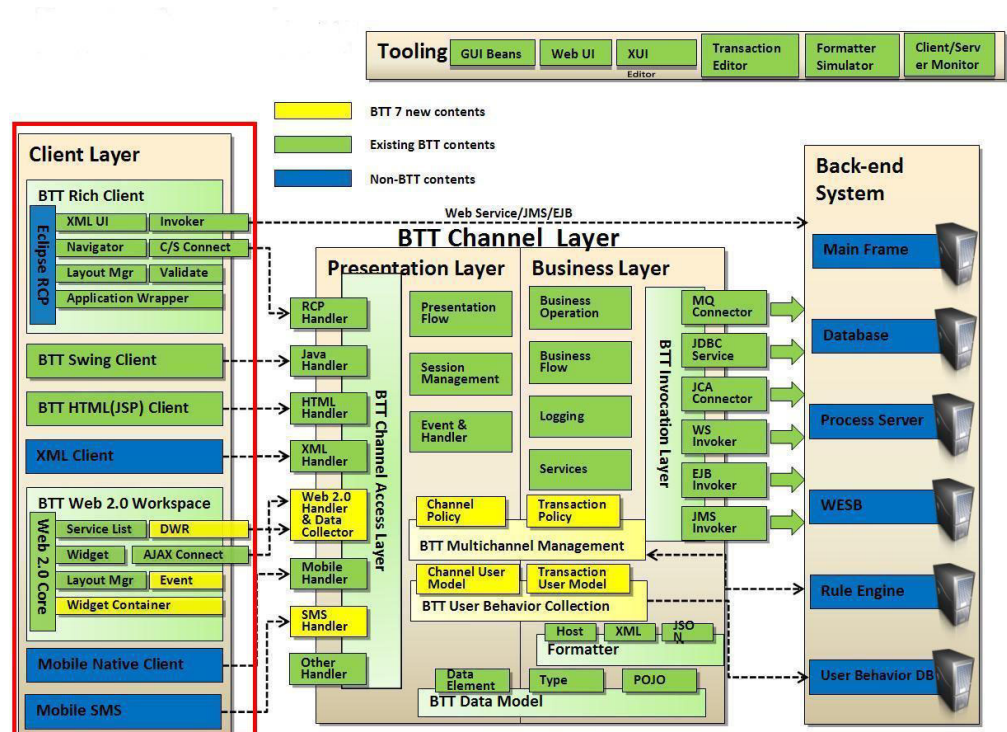 Tooling
GUI Beans
Web UI
XUI
Editor
Transaction
Editor
Formatter
Simulator
Client/Serv
er Monitor
BTT 7 new contents
Existing BTT contents
Non-BTT contents
Client Layer
BTT Rich Client
Eclipse RCP
XML UI
Invoker
Navigator
C/S Connect
Layout Mgr
Validate
Application Wrapper
BTT Swing Client
BTT HTML(JSP) Client
XML Client
BTT Web 2.0 Workspace
Web 2.0 Core
Service List
DWR
Widget
AJAX Connect
Layout Mgr
Event
Widget Container
Mobile Native Client
Mobile SMS
Web Service/JMS/EJB
BTT Channel Layer
Presentation Layer
Business Layer
BTT Channel Access Layer
RCP
Handler
Java
Handler
HTML
Handler
XML
Handler
Web 2.0
Handler
& Data
Collector
Mobile
Handler
SMS
Handler
Other
Handler
Presentation
Flow
Session
Management
Event &
Handler
Business
Operation
Business
Flow
Logging
Services
Channel
Policy
Transaction
Policy
BTT Multichannel Management
Channel User
Model
Transaction
User Model
BTT User Behavior Collection
Host
XML
JSO
N
Formatter
Data
Element
Type
POJO
BTT Data Model
BTT Invocation Layer
MQ
Connector
JDBC
Service
JCA
Connector
WS
Invoker
EJB
Invoker
JMS
Invoker
Back-end
System
Main Frame
Database
Process Server
WESB
Rule Engine
User Behavior DB